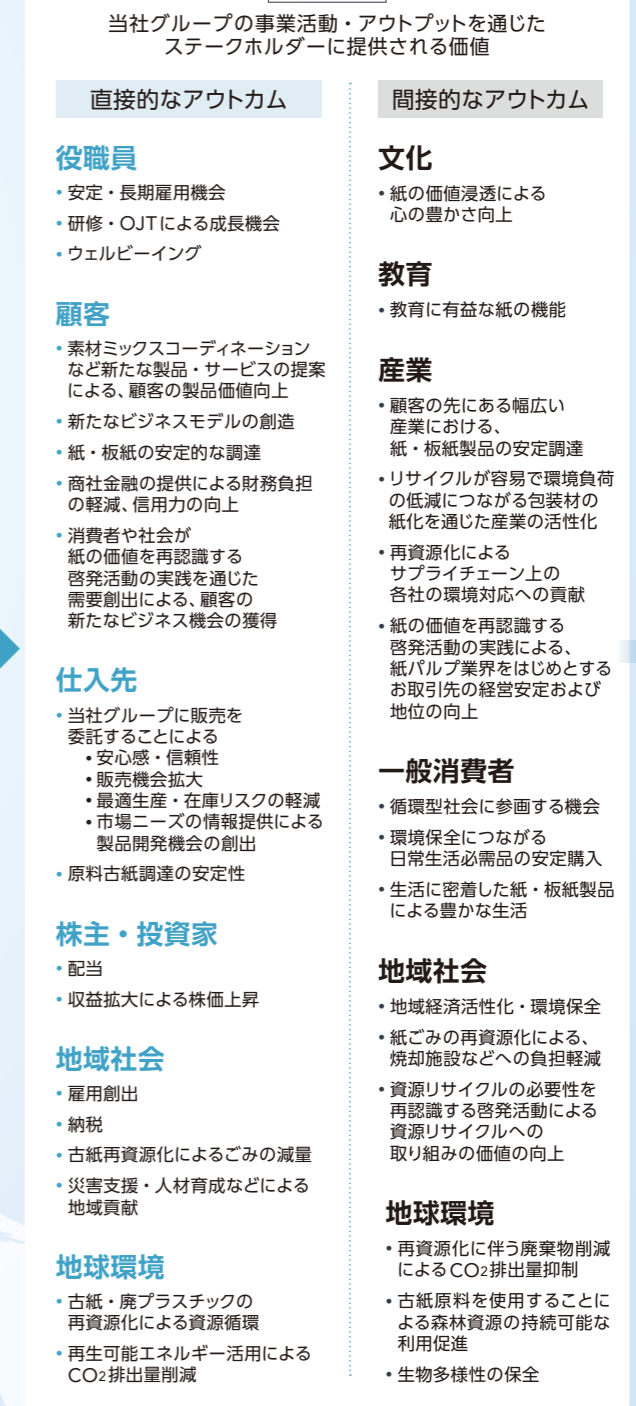 当社グループの事業活動・アウトプットを通じた
ステークホルダーに提供される価値
直接的なアウトカム
役職員
• 安定・長期雇用機会
• 研修・OJTによる成長機会
• ウェルビーイング
顧客
• 素材ミックスコーディネーション
など新たな製品・サービスの提案
による、顧客の製品価値向上
• 新たなビジネスモデルの創造
• 紙・板紙の安定的な調達
• 商社金融の提供による財務負担
の軽減、信用力の向上
• 消費者や社会が
紙の価値を再認識する
啓発活動の実践を通じた
需要創出による、顧客の
新たなビジネス機会の獲得
仕入先
• 当社グループに販売を
委託することによる
• 安心感・信頼性
• 販売機会拡大
• 最適生産・在庫リスクの軽減
• 市場ニーズの情報提供による
製品開発機会の創出
• 原料古紙調達の安定性
株主・投資家
• 配当
• 収益拡大による株価上昇
地域社会
• 雇用創出
• 納税
• 古紙再資源化によるごみの減量
• 災害支援・人材育成などによる
地域貢献
地球環境
• 古紙・廃プラスチックの
再資源化による資源循環
• 再生可能エネルギー活用による
CO2排出量削減
間接的なアウトカム
文化
• 紙の価値浸透による
心の豊かさ向上
教育
• 教育に有益な紙の機能
産業
• 顧客の先にある幅広い
産業における、
紙・板紙製品の安定調達
• リサイクルが容易で環境負荷
の低減につながる包装材の
紙化を通じた産業の活性化
• 再資源化による
サプライチェーン上の
各社の環境対応への貢献
• 紙の価値を再認識する
啓発活動の実践による、
紙パルプ業界をはじめとする
お取引先の経営安定および
地位の向上
一般消費者
• 循環型社会に参画する機会
• 環境保全につながる
日常生活必需品の安定購入
• 生活に密着した紙・板紙製品
による豊かな生活
地域社会
• 地域経済活性化・環境保全
• 紙ごみの再資源化による、
焼却施設などへの負担軽減
• 資源リサイクルの必要性を
再認識する啓発活動による
資源リサイクルへの
取り組みの価値の向上
地球環境
• 再資源化に伴う廃棄物削減
によるCO2排出量抑制
• 古紙原料を使用することに
よる森林資源の持続可能な
利用促進
• 生物多様性の保全